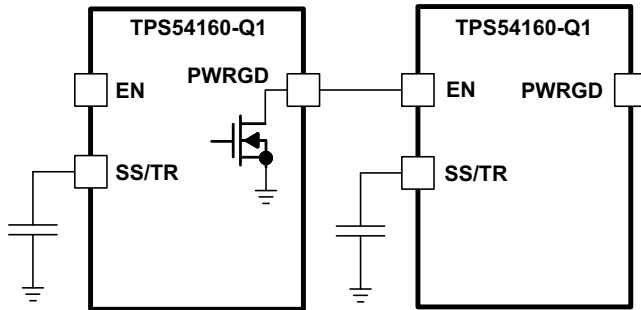 TPS54160-Q1
EN
PWRGD
SS/TR
TPS54160-Q1
EN
PWRGD
SS/TR